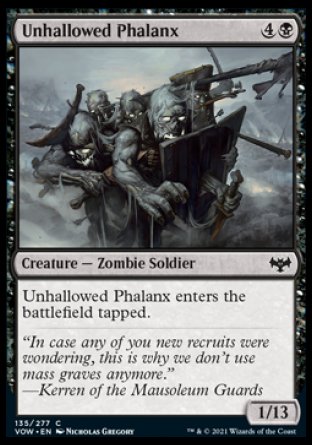 Unhallowed Phalanx 4
Creature — Zombie Soldier
Unhallowed Phalanx enters the
battlefield tapped.
“In case any of you new recruits were
wondering, this is why we don’t use
mass graves anymore.”
—Kerren of the Mausoleum Guards
1/13
135/277 C
VOW • EN NICHOLAS GREGORY
™ & © 2021 Wizards of the Coast